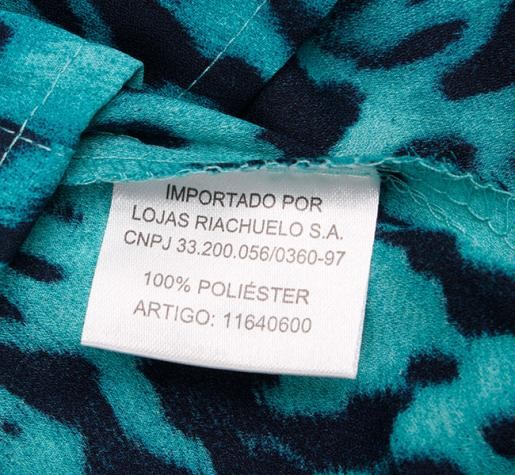 IMPORTADO POR
LOJAS RIACHUELO S.A.
CNPJ 33.200.056/0360-97
100% POLIÉSTER
ARTIGO: 11640600